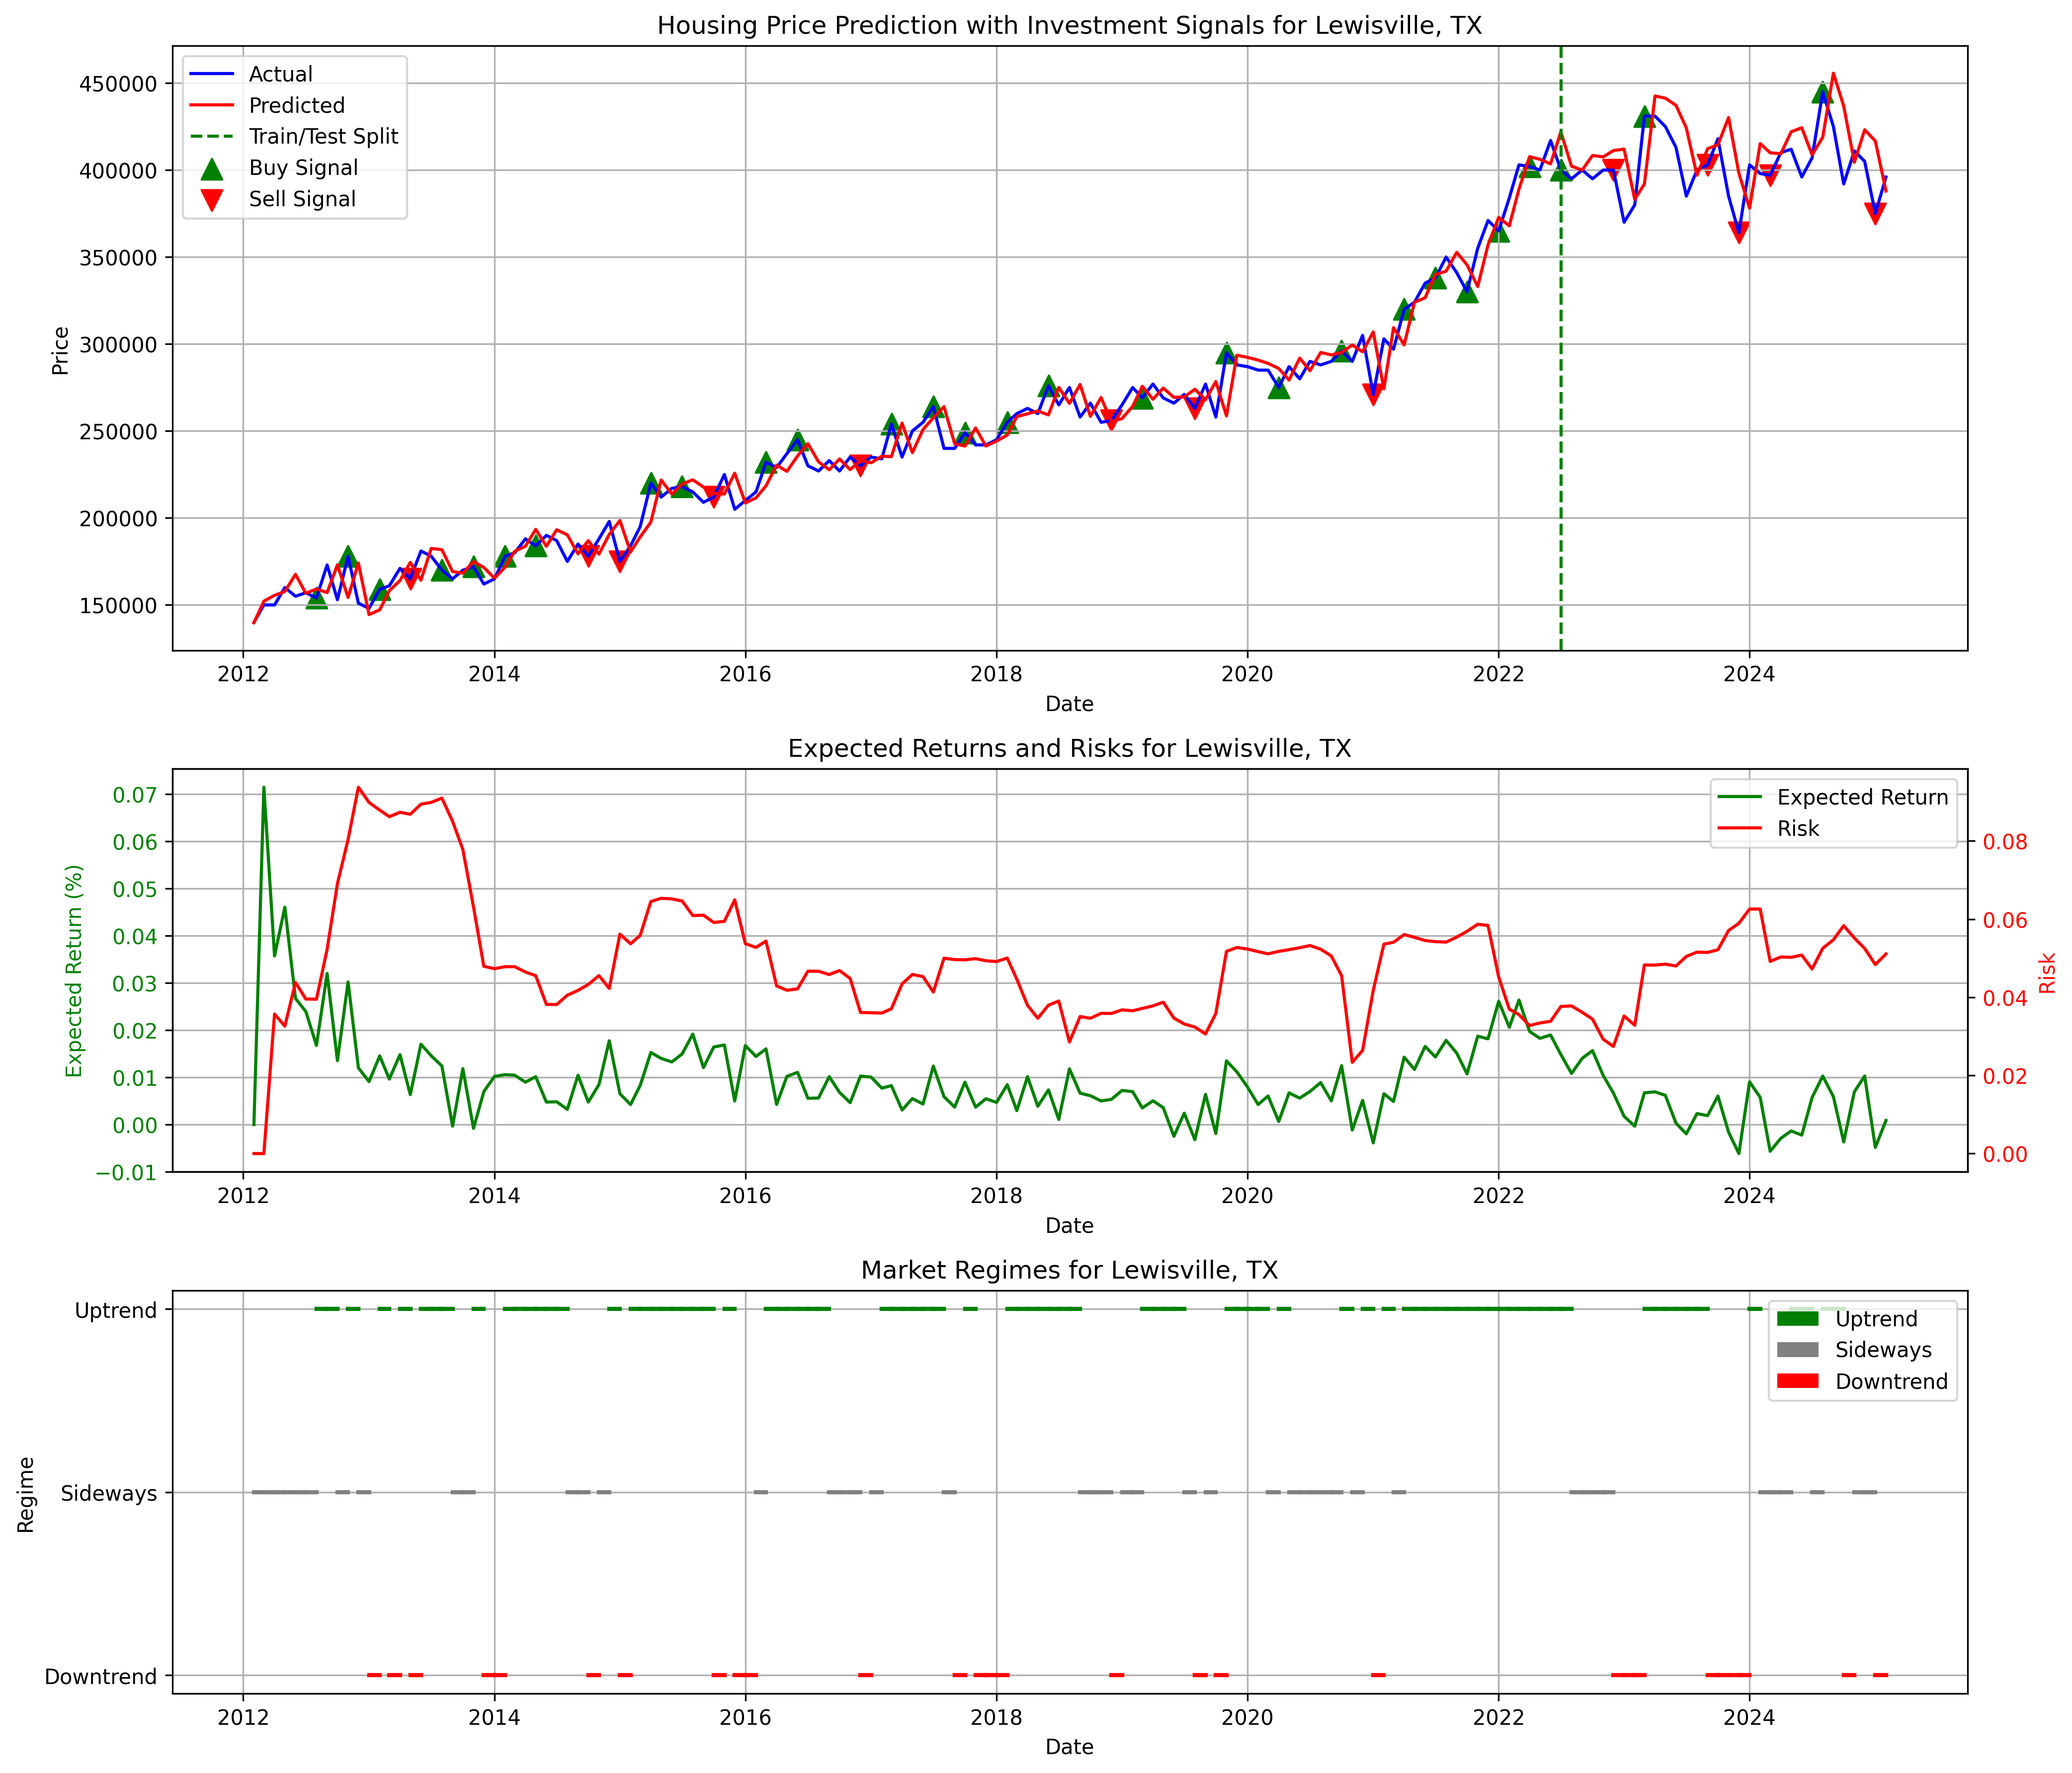 Housing Price Prediction with Investment Signals for Lewisville, TX
Actual
Predicted
Train/Test Split
Buy Signal
Sell Signal
450000
400000
350000
300000
250000
200000
150000
Price
2012 2014 2016 2018 2020 2022 2024
Date
Expected Returns and Risks for Lewisville, TX
Expected Return
Risk
0.07
0.06
0.05
0.04
0.03
0.02
0.01
0.00
−0.01
Expected Return (%)
0.08
0.06
0.04
0.02
0.00
Risk
2012 2014 2016 2018 2020 2022 2024
Date
Market Regimes for Lewisville, TX
Uptrend
Sideways
Downtrend
Uptrend
Sideways
Downtrend
Regime
2012 2014 2016 2018 2020 2022 2024
Date